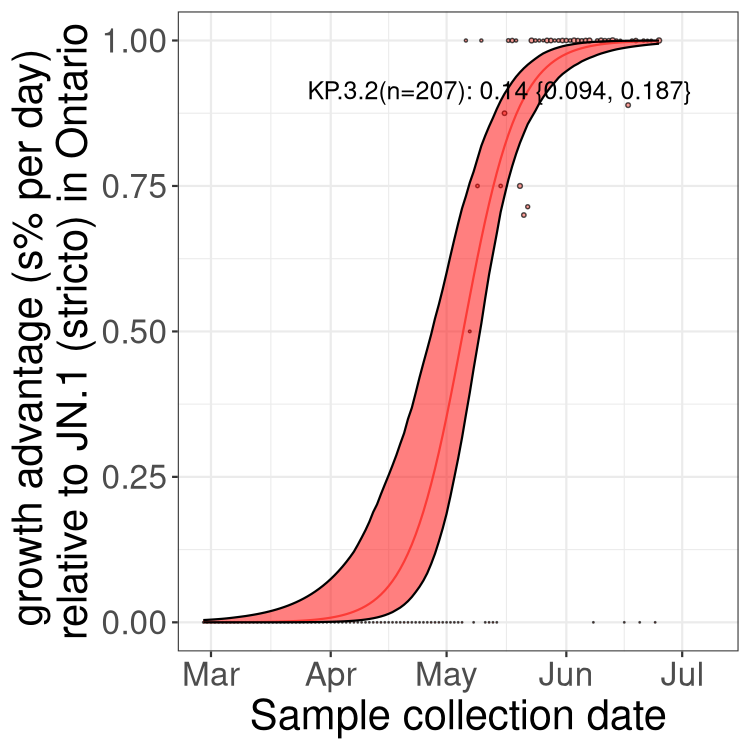 growth advantage (s% per day)
relative to JN.1 (stricto) in Ontario
1.00
0.75
0.50
0.25
0.00
KP.3.2(n=207): 0.14 {0.094, 0.187}
Mar Apr May Jun Jul
Sample collection date